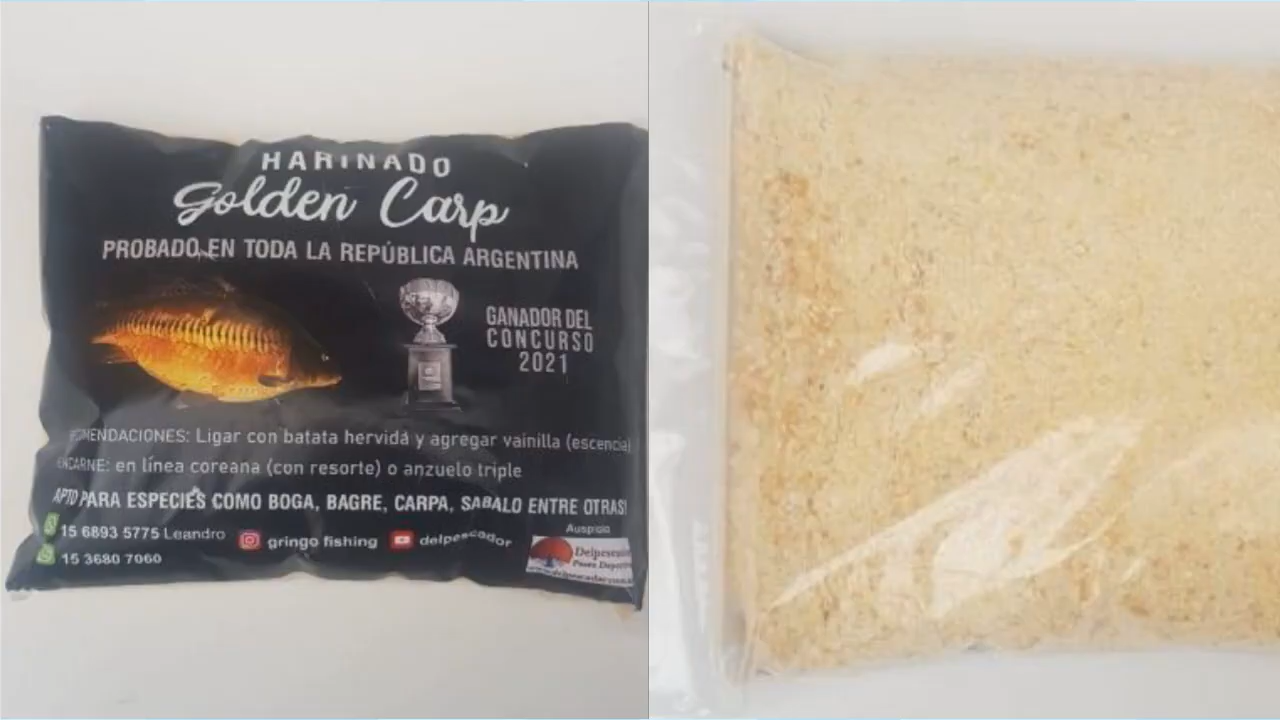 HARINADO
Golden Carp
PROBADO EN TODA LA REPÚBLICA ARGENTINA
GANADOR DEL
CONCURSO
2021
RECOMENDACIONES: Ligar con batata hervida y agregar vainilla (escencia)
ENCARNE: en línea coreana (con resorte) o anzuelo triple
APTO PARA ESPECIES COMO BOGA, BAGRE, CARPA, SABALO ENTRE OTRAS!
15 6893 5775 Leandro
gringo fishing
delpescador
15 3680 7060
Auspicia